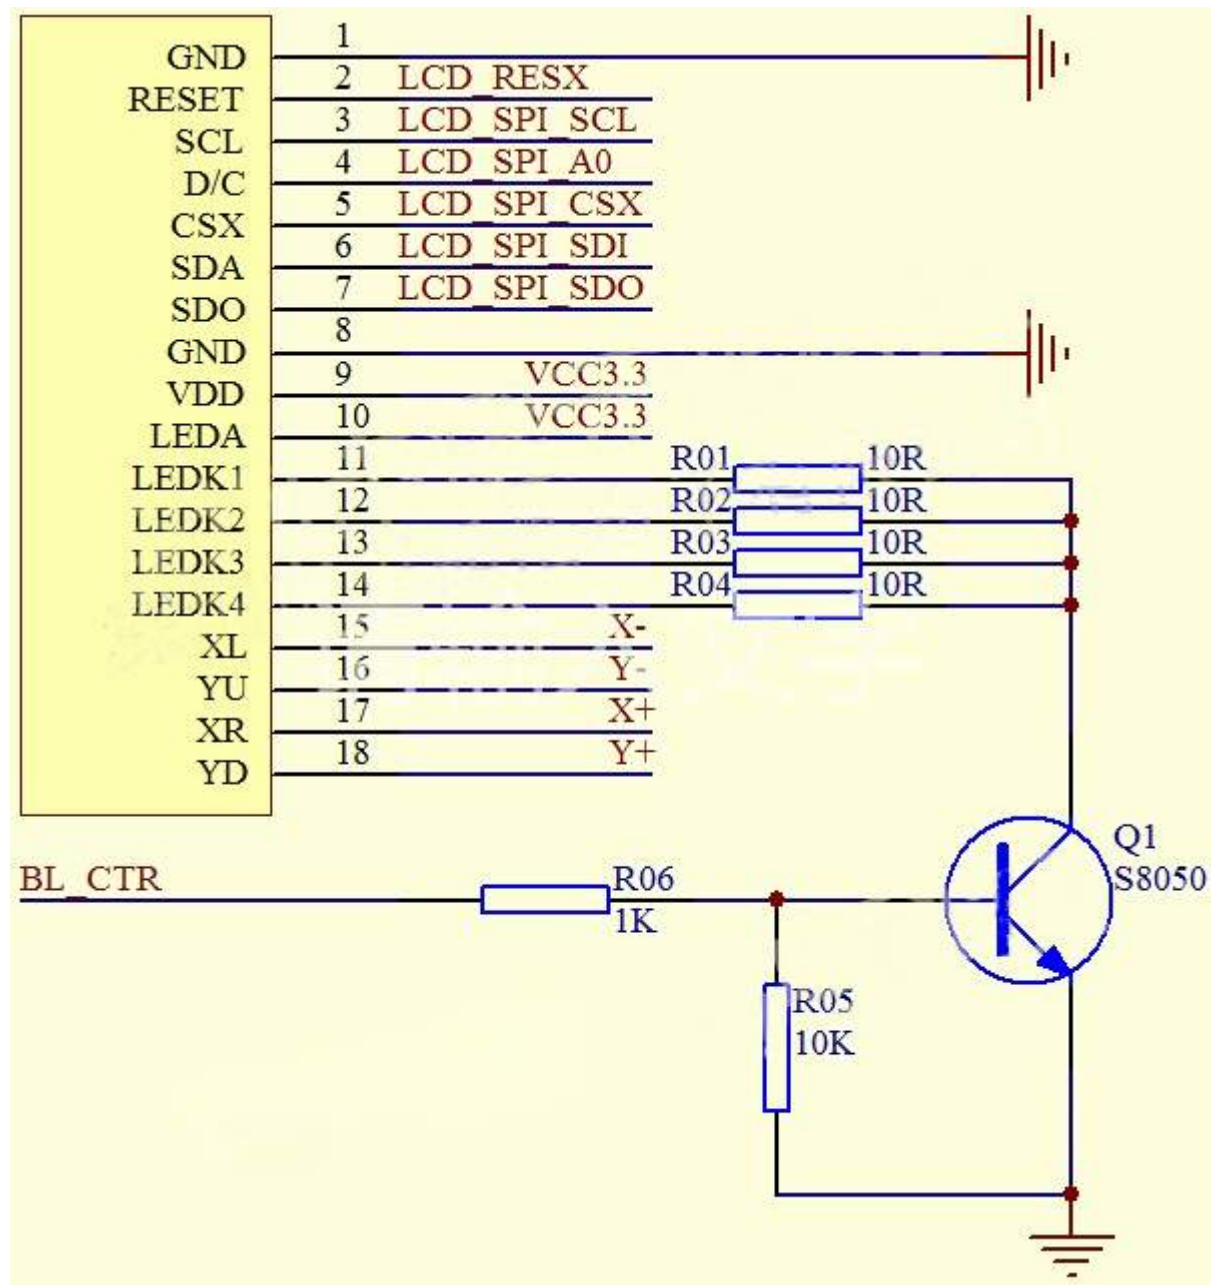 1
GND
2 LCD_RESX
RESET
3 LCD_SPI_SCL
SCL
4 LCD_SPI_A0
D/C
5 LCD_SPI_CSX
CSX
6 LCD_SPI_SDI
SDA
7 LCD_SPI_SDO
SDO
8
GND
9 VCC3.3
VDD
10 VCC3.3
LEDA
11 R01 10R
LEDK1
12 R02 10R
LEDK2
13 R03 10R
LEDK3
14 R04 10R
LEDK4
15 X-
XL
16 Y-
YU
17 X+
XR
18 Y+
YD
Q1
BL_CTR R06 S8050
1K
R05
10K